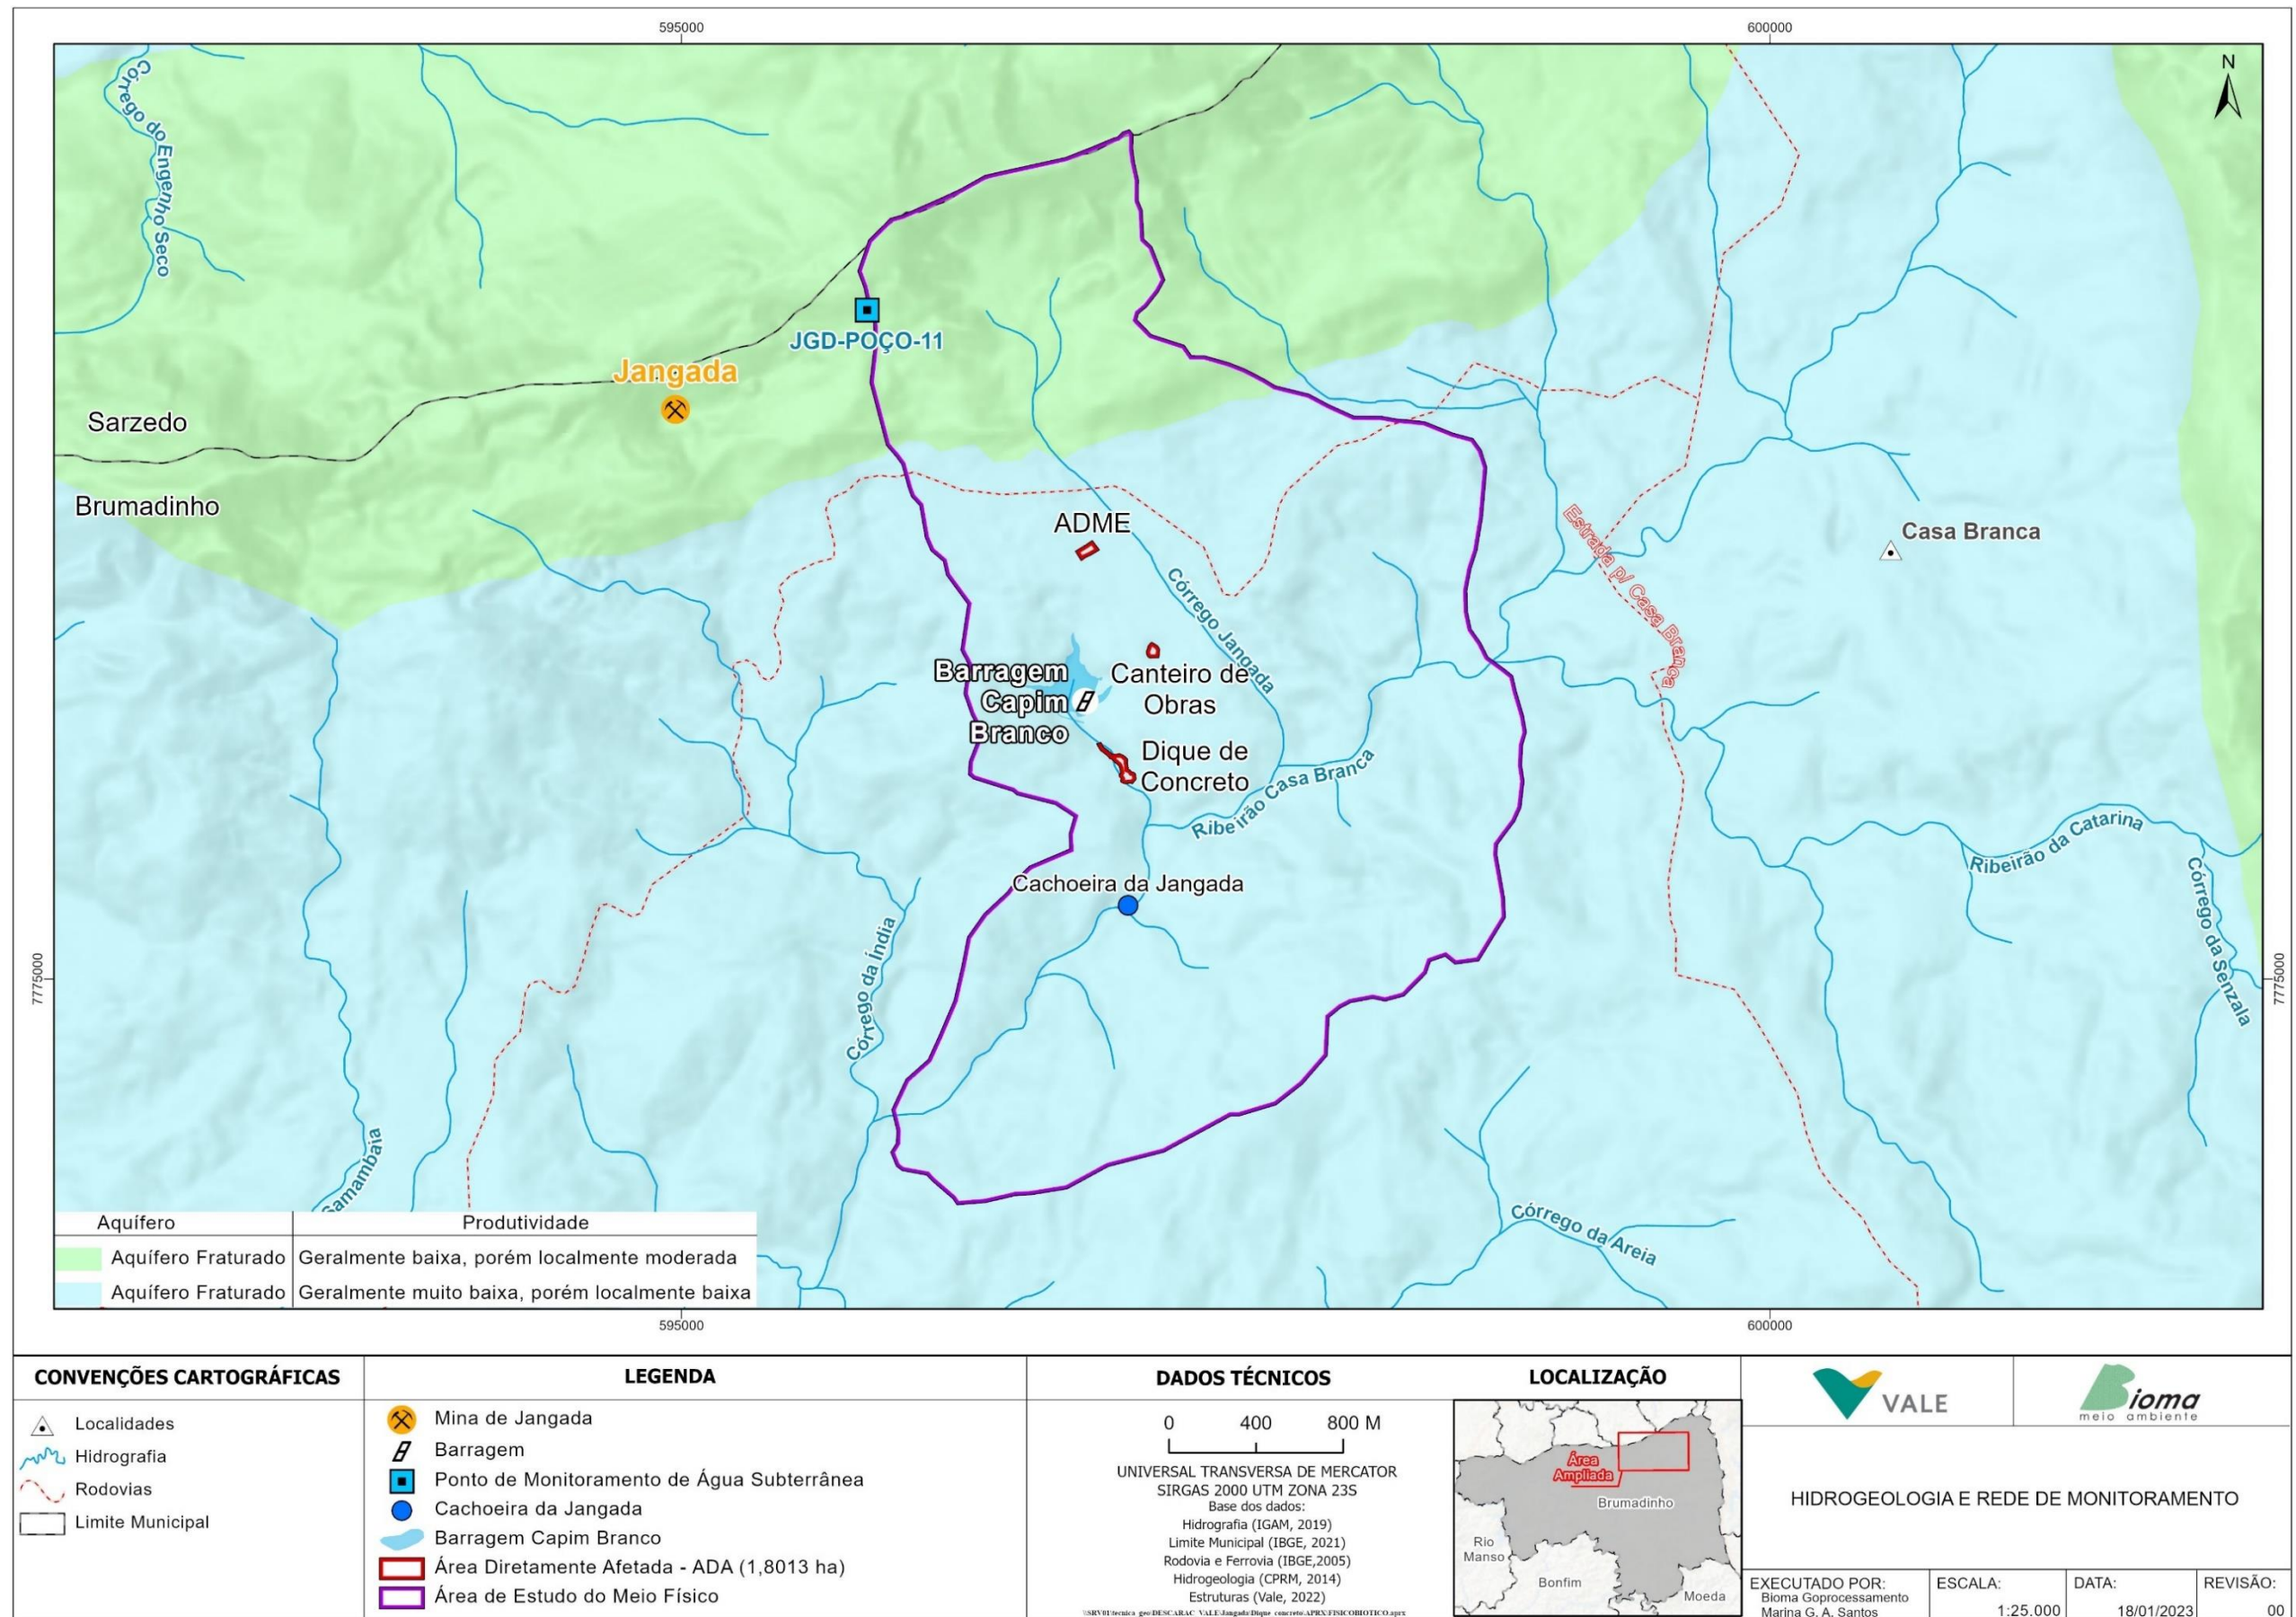 595000
600000
N
Córrego do Engenho Seco
JGD-POÇO-11
Jangada
Sarzedo
Brumadinho
ADME
Casa Branca
Estrada p/ Casa Branca
Córrego Jangada
Barragem
Capim
Branco
Canteiro de
Obras
Dique de
Concreto
Ribeirão Casa Branca
Cachoeira da Jangada
Córrego da Índia
Ribeirão da Catarina
Córrego da Senzala
7775000
7775000
Samambaia
Córrego da Areia
Aquífero
Produtividade
Aquífero Fraturado
Geralmente baixa, porém localmente moderada
Aquífero Fraturado
Geralmente muito baixa, porém localmente baixa
595000
600000
CONVENÇÕES CARTOGRÁFICAS
Localidades
Hidrografia
Rodovias
Limite Municipal
LEGENDA
Mina de Jangada
Barragem
Ponto de Monitoramento de Água Subterrânea
Cachoeira da Jangada
Barragem Capim Branco
Área Diretamente Afetada - ADA (1,8013 ha)
Área de Estudo do Meio Físico
DADOS TÉCNICOS
0 400 800 M
UNIVERSAL TRANSVERSA DE MERCATOR
SIRGAS 2000 UTM ZONA 23S
Base dos dados:
Hidrografia (IGAM, 2019)
Limite Municipal (IBGE, 2021)
Rodovia e Ferrovia (IBGE,2005)
Hidrogeologia (CPRM, 2014)
Estruturas (Vale, 2022)
LOCALIZAÇÃO
Área
Ampliada
Brumadinho
Rio
Manso
Bonfim
Moeda
VALE
Bioma
meio ambiente
HIDROGEOLOGIA E REDE DE MONITORAMENTO
EXECUTADO POR:
Bioma Goprocessamento
Marina G. A. Santos
ESCALA:
1:25.000
DATA:
18/01/2023
REVISÃO:
00